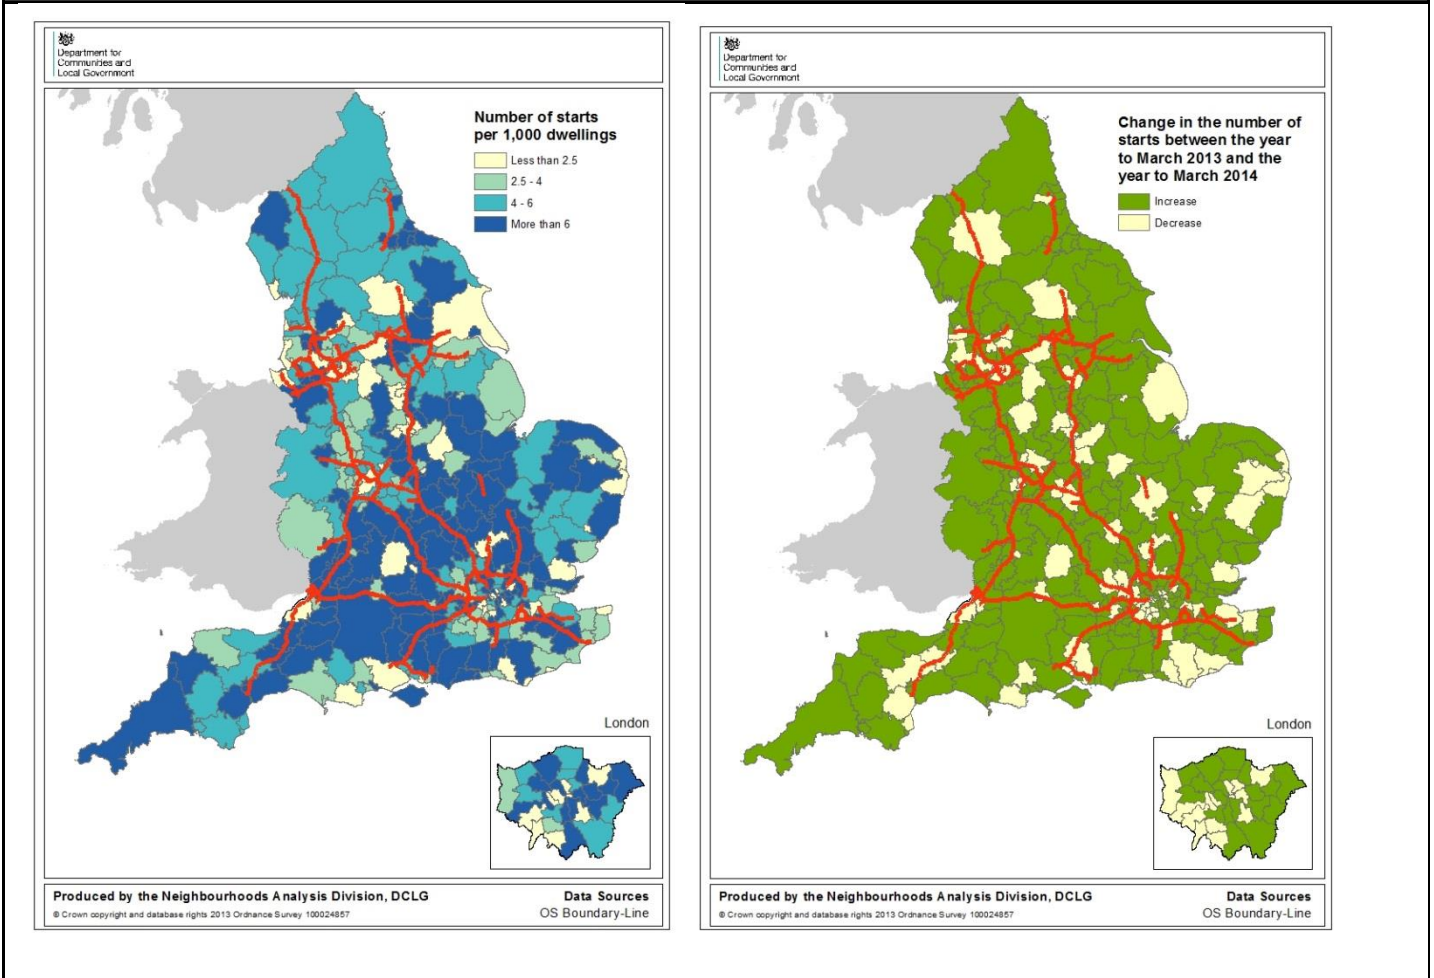 Department for
Communities and
Local Government
Number of starts
per 1,000 dwellings
Less than 2.5
2.5 - 4
4 - 6
More than 6
London
Produced by the Neighbourhoods Analysis Division, DCLG
Data Sources
© Crown copyright and database rights 2013 Ordnance Survey 100024857
OS Boundary-Line
Department for
Communities and
Local Government
Change in the number of
starts between the year
to March 2013 and the
year to March 2014
Increase
Decrease
London
Produced by the Neighbourhoods Analysis Division, DCLG
Data Sources
© Crown copyright and database rights 2013 Ordnance Survey 100024857
OS Boundary-Line